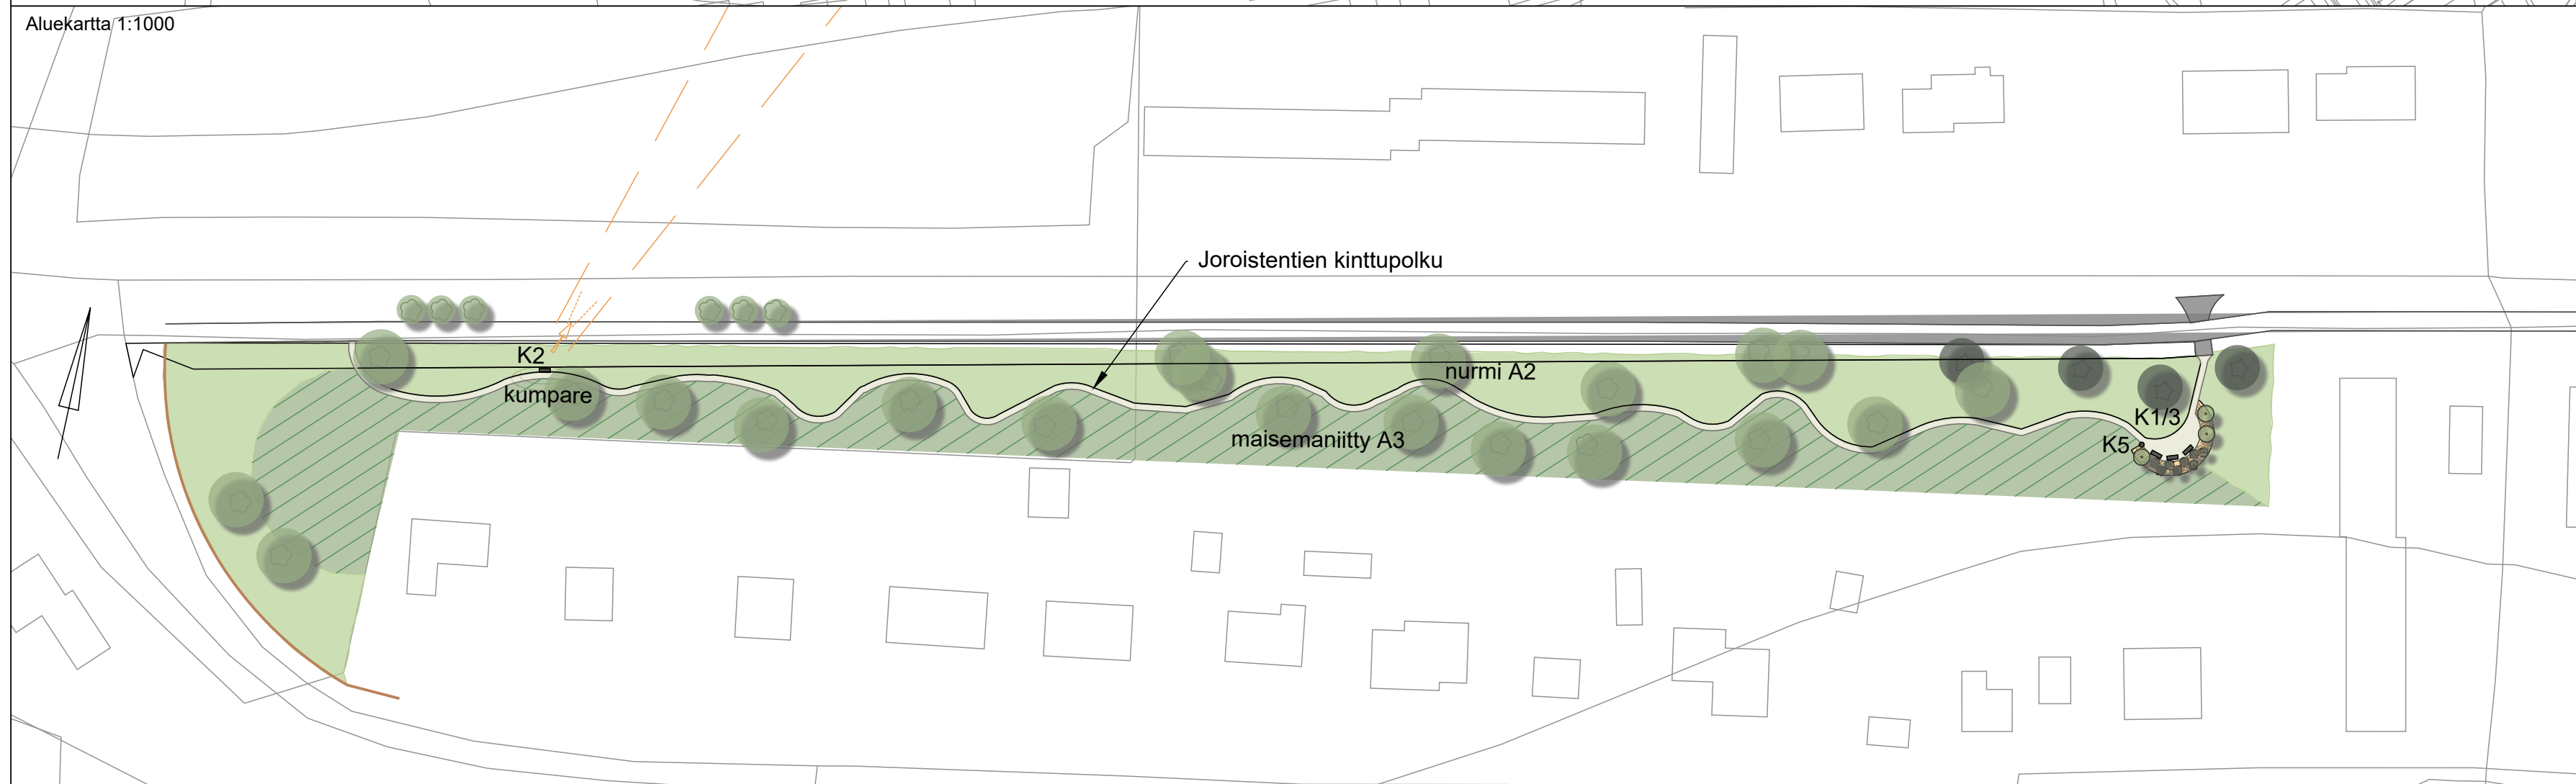 Aluekartta 1:1000
Joroistentien kinttupolku
K2
nurmi A2
kumpare
K1/3
maisemaniitty A3
K5